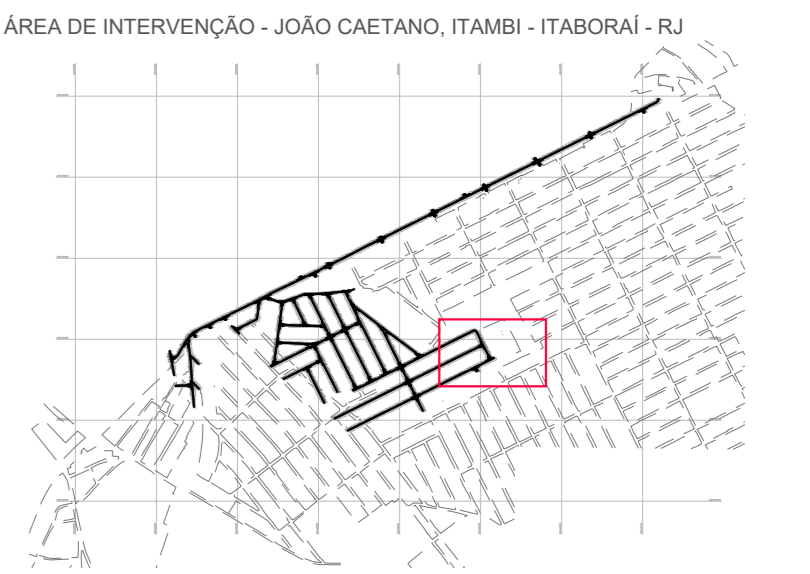 ÁREA DE INTERVENÇÃO - JOÃO CAETANO, ITAMBI - ITABORAÍ - RJ